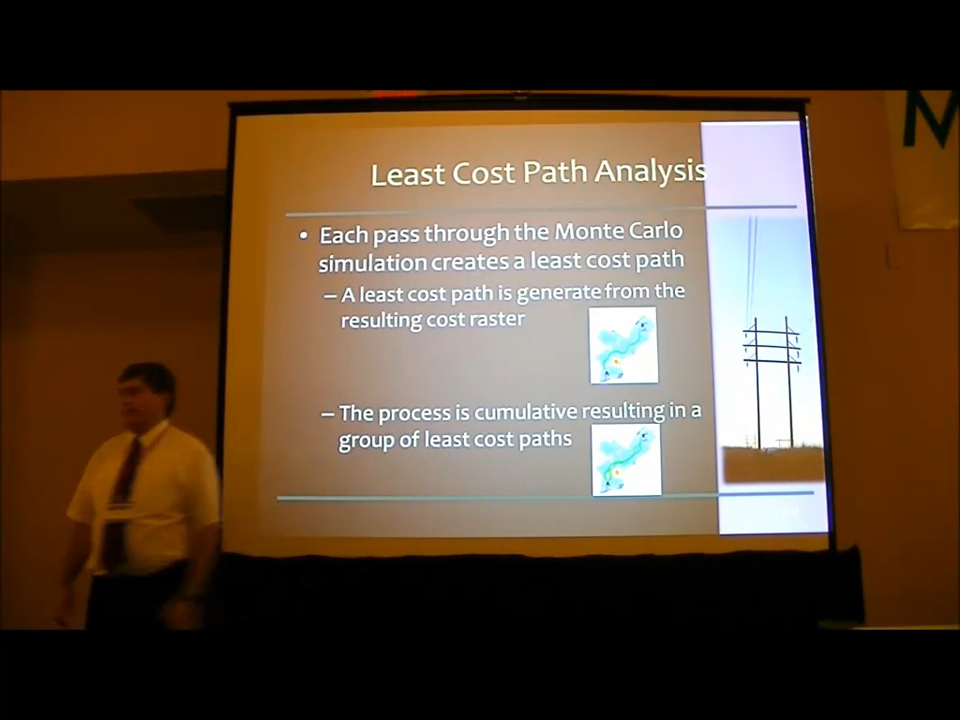 Least Cost Path Analysis
• Each pass through the Monte Carlo
simulation creates a least cost path
– A least cost path is generate from the
resulting cost raster
– The process is cumulative resulting in a
group of least cost paths
M